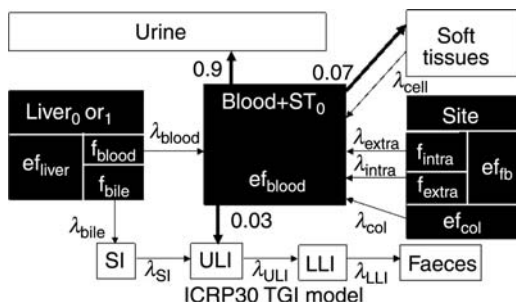 Urine
Soft
tissues
0.9
0.07
λcell
Liver0 or1
efliver
fblood
fbile
λblood
Blood+ST0
efblood
λextra
λintra
λcol
Site
fintra
fextra
effb
efcol
λbile
0.03
SI
λSI
ULI
λULI
LLI
λLLI
Faeces
ICRP30 TGI model